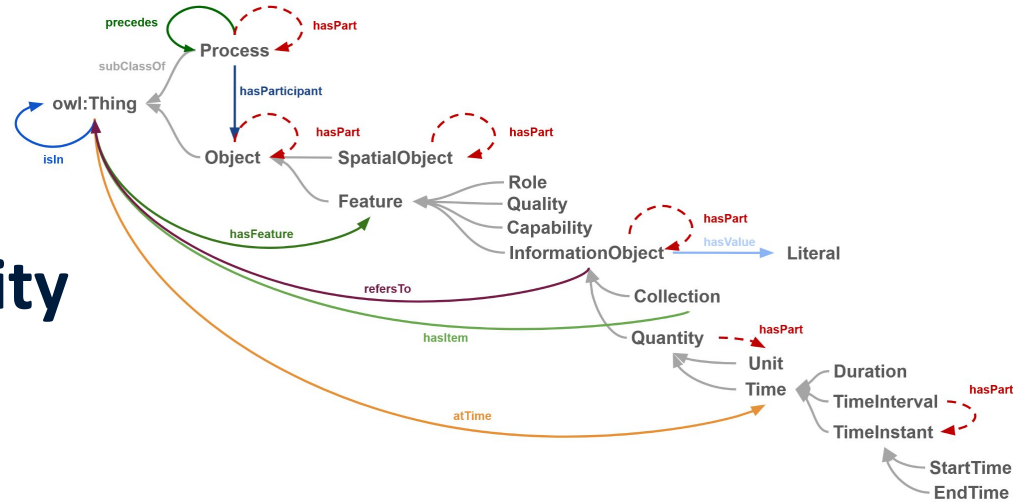 precedes
hasPart
Process
subClassOf
hasParticipant
owl:Thing
isIn
hasPart
hasPart
Object
SpatialObject
Role
Feature
Quality
Capability
hasPart
hasFeature
InformationObject
hasValue
Literal
ity
refersTo
Collection
hasItem
Quantity
hasPart
Unit
Duration
Time
hasPart
TimeInterval
atTime
TimeInstant
StartTime
EndTime